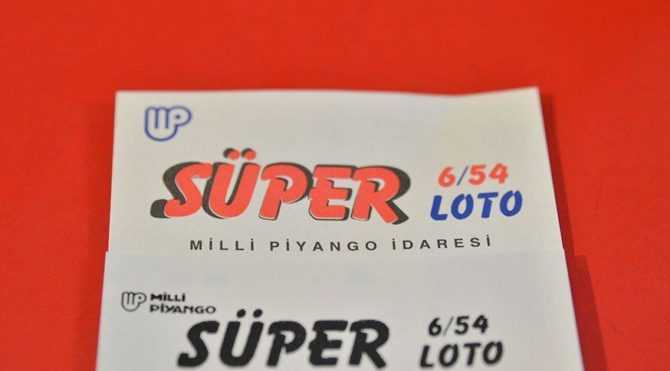 SÜPER 6/54 LOTO
MİLLİ PİYANGO İDARESİ
MİLLİ PİYANGO
SÜPER 6/54 LOTO